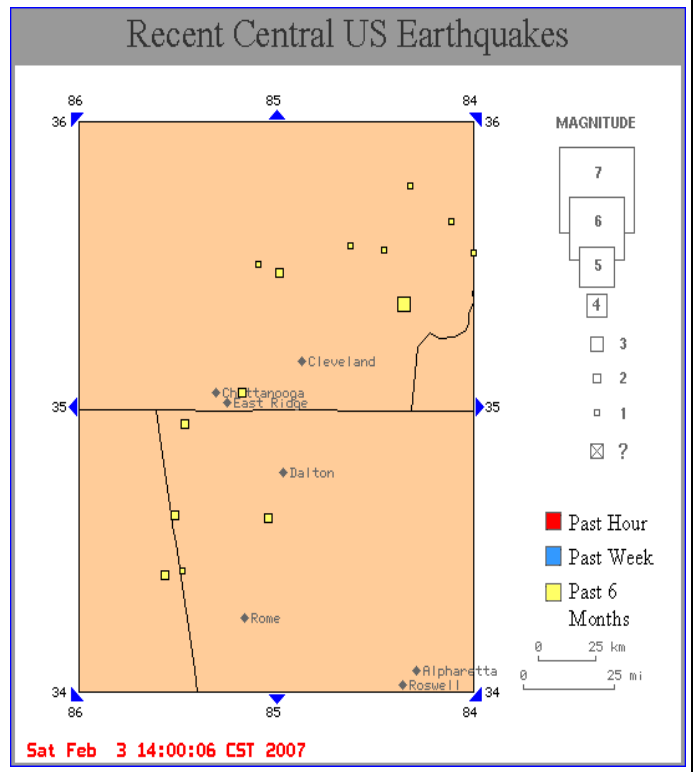 Recent Central US Earthquakes
86 85 84
36 36
MAGNITUDE
7
6
5
4
3
2
1
?
Cleveland
Chattanooga
East Ridge
35 35
Dalton
Past Hour
Past Week
Past 6
Months
Rome
0 25 km
0 25 mi
Alpharetta
Roswell
34 34
86 85 84
Sat Feb 3 14:00:06 CST 2007